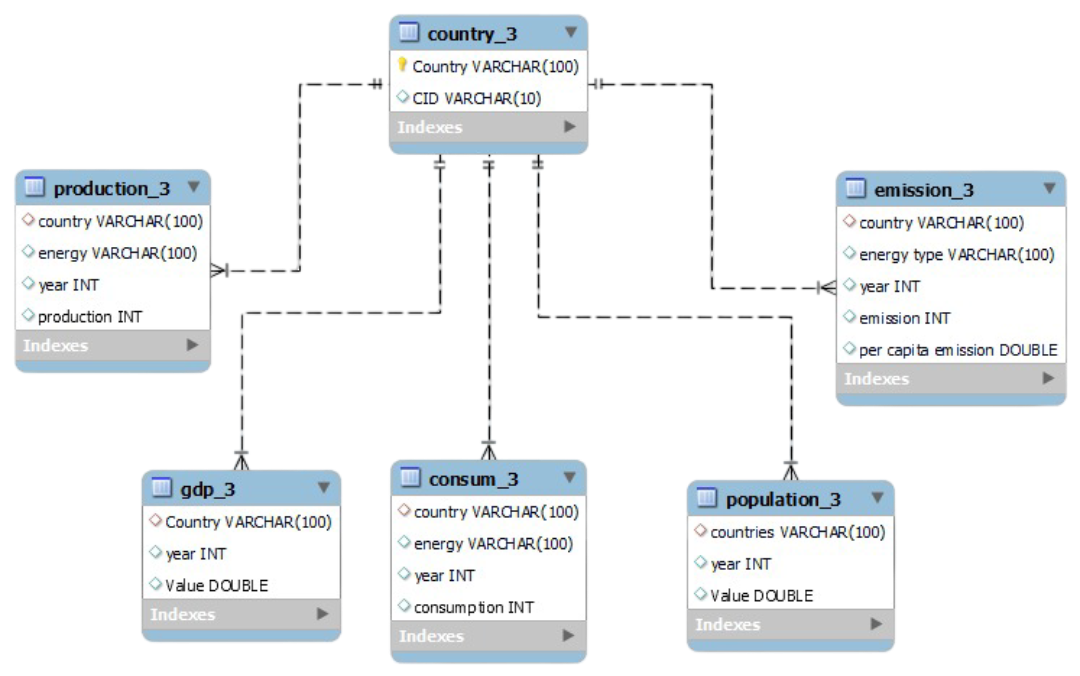 country_3
Country VARCHAR(100)
CID VARCHAR(10)
Indexes
production_3
country VARCHAR(100)
energy VARCHAR(100)
year INT
production INT
Indexes
emission_3
country VARCHAR(100)
energy type VARCHAR(100)
year INT
emission INT
per capita emission DOUBLE
Indexes
gdp_3
Country VARCHAR(100)
year INT
Value DOUBLE
Indexes
consum_3
country VARCHAR(100)
energy VARCHAR(100)
year INT
consumption INT
Indexes
population_3
countries VARCHAR(100)
year INT
Value DOUBLE
Indexes